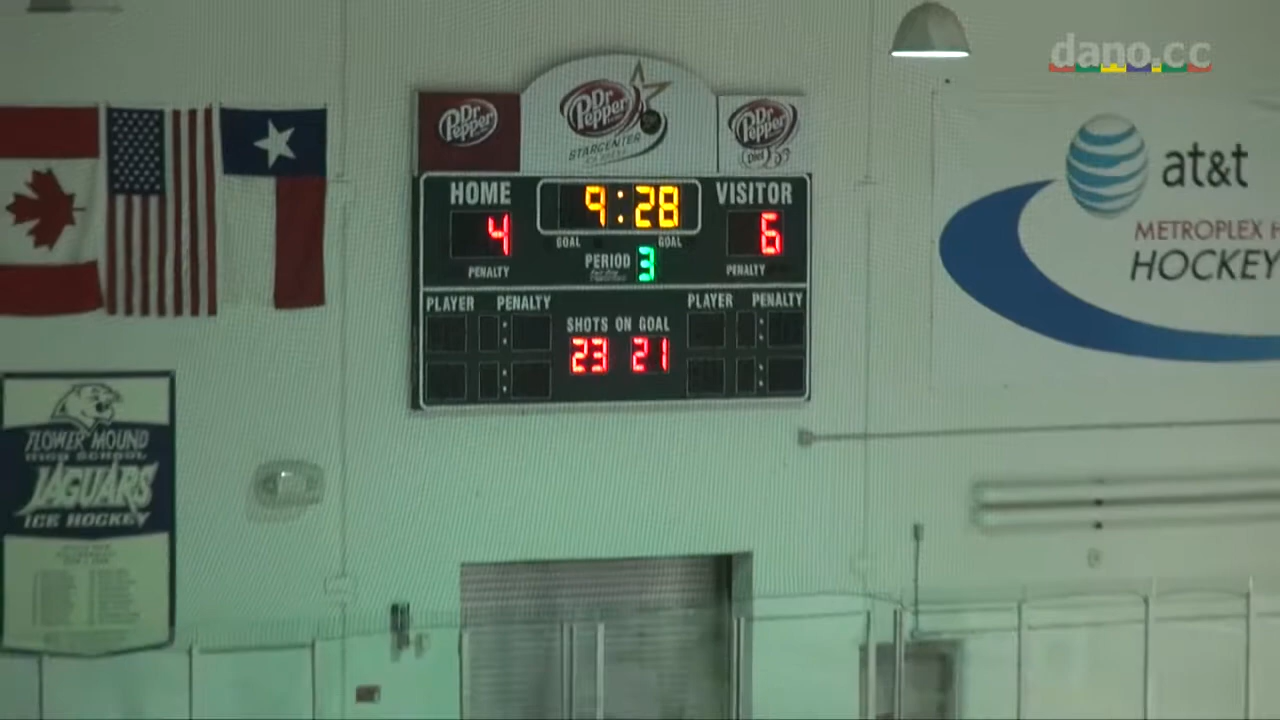 dano.cc
Dr Pepper
Dr Pepper
STARCENTER
Dr Pepper
Diet
HOME
9:28
VISITOR
4
6
GOAL
GOAL
PERIOD 3
PENALTY
PENALTY
PLAYER PENALTY
PLAYER PENALTY
SHOTS ON GOAL
23 21
at&t
METROPLEX H
HOCKEY
FLOWER MOUND
HIGH SCHOOL
JAGUARS
ICE HOCKEY